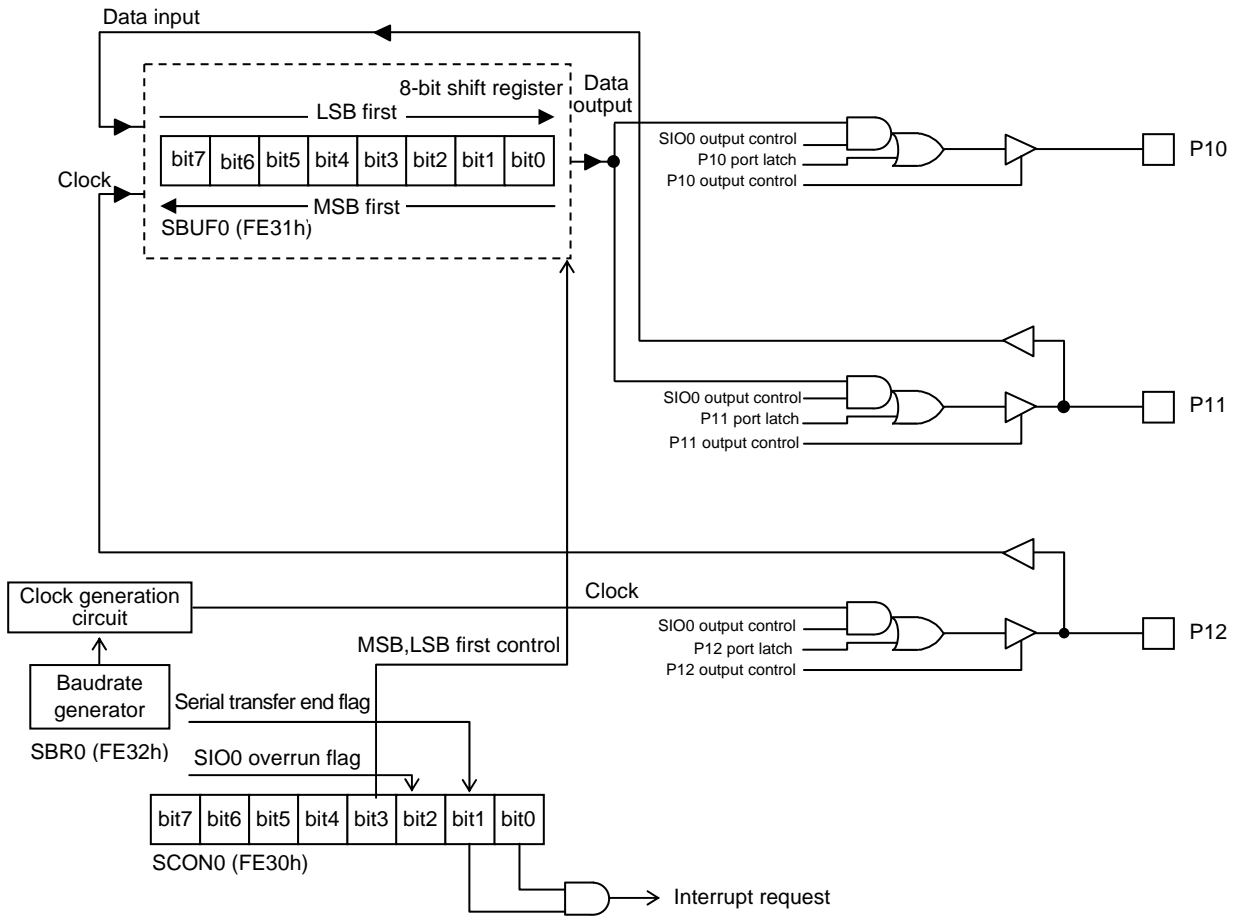 Data input
8-bit shift register
Data
output
LSB first
bit7 bit6 bit5 bit4 bit3 bit2 bit1 bit0
Clock
MSB first
SBUF0 (FE31h)
SIO0 output control
P10 port latch
P10 output control
P10
SIO0 output control
P11 port latch
P11 output control
P11
Clock generation
circuit
Clock
SIO0 output control
P12 port latch
P12 output control
P12
MSB,LSB first control
Baudrate
generator
SBR0 (FE32h)
Serial transfer end flag
SIO0 overrun flag
bit7 bit6 bit5 bit4 bit3 bit2 bit1 bit0
SCON0 (FE30h)
Interrupt request